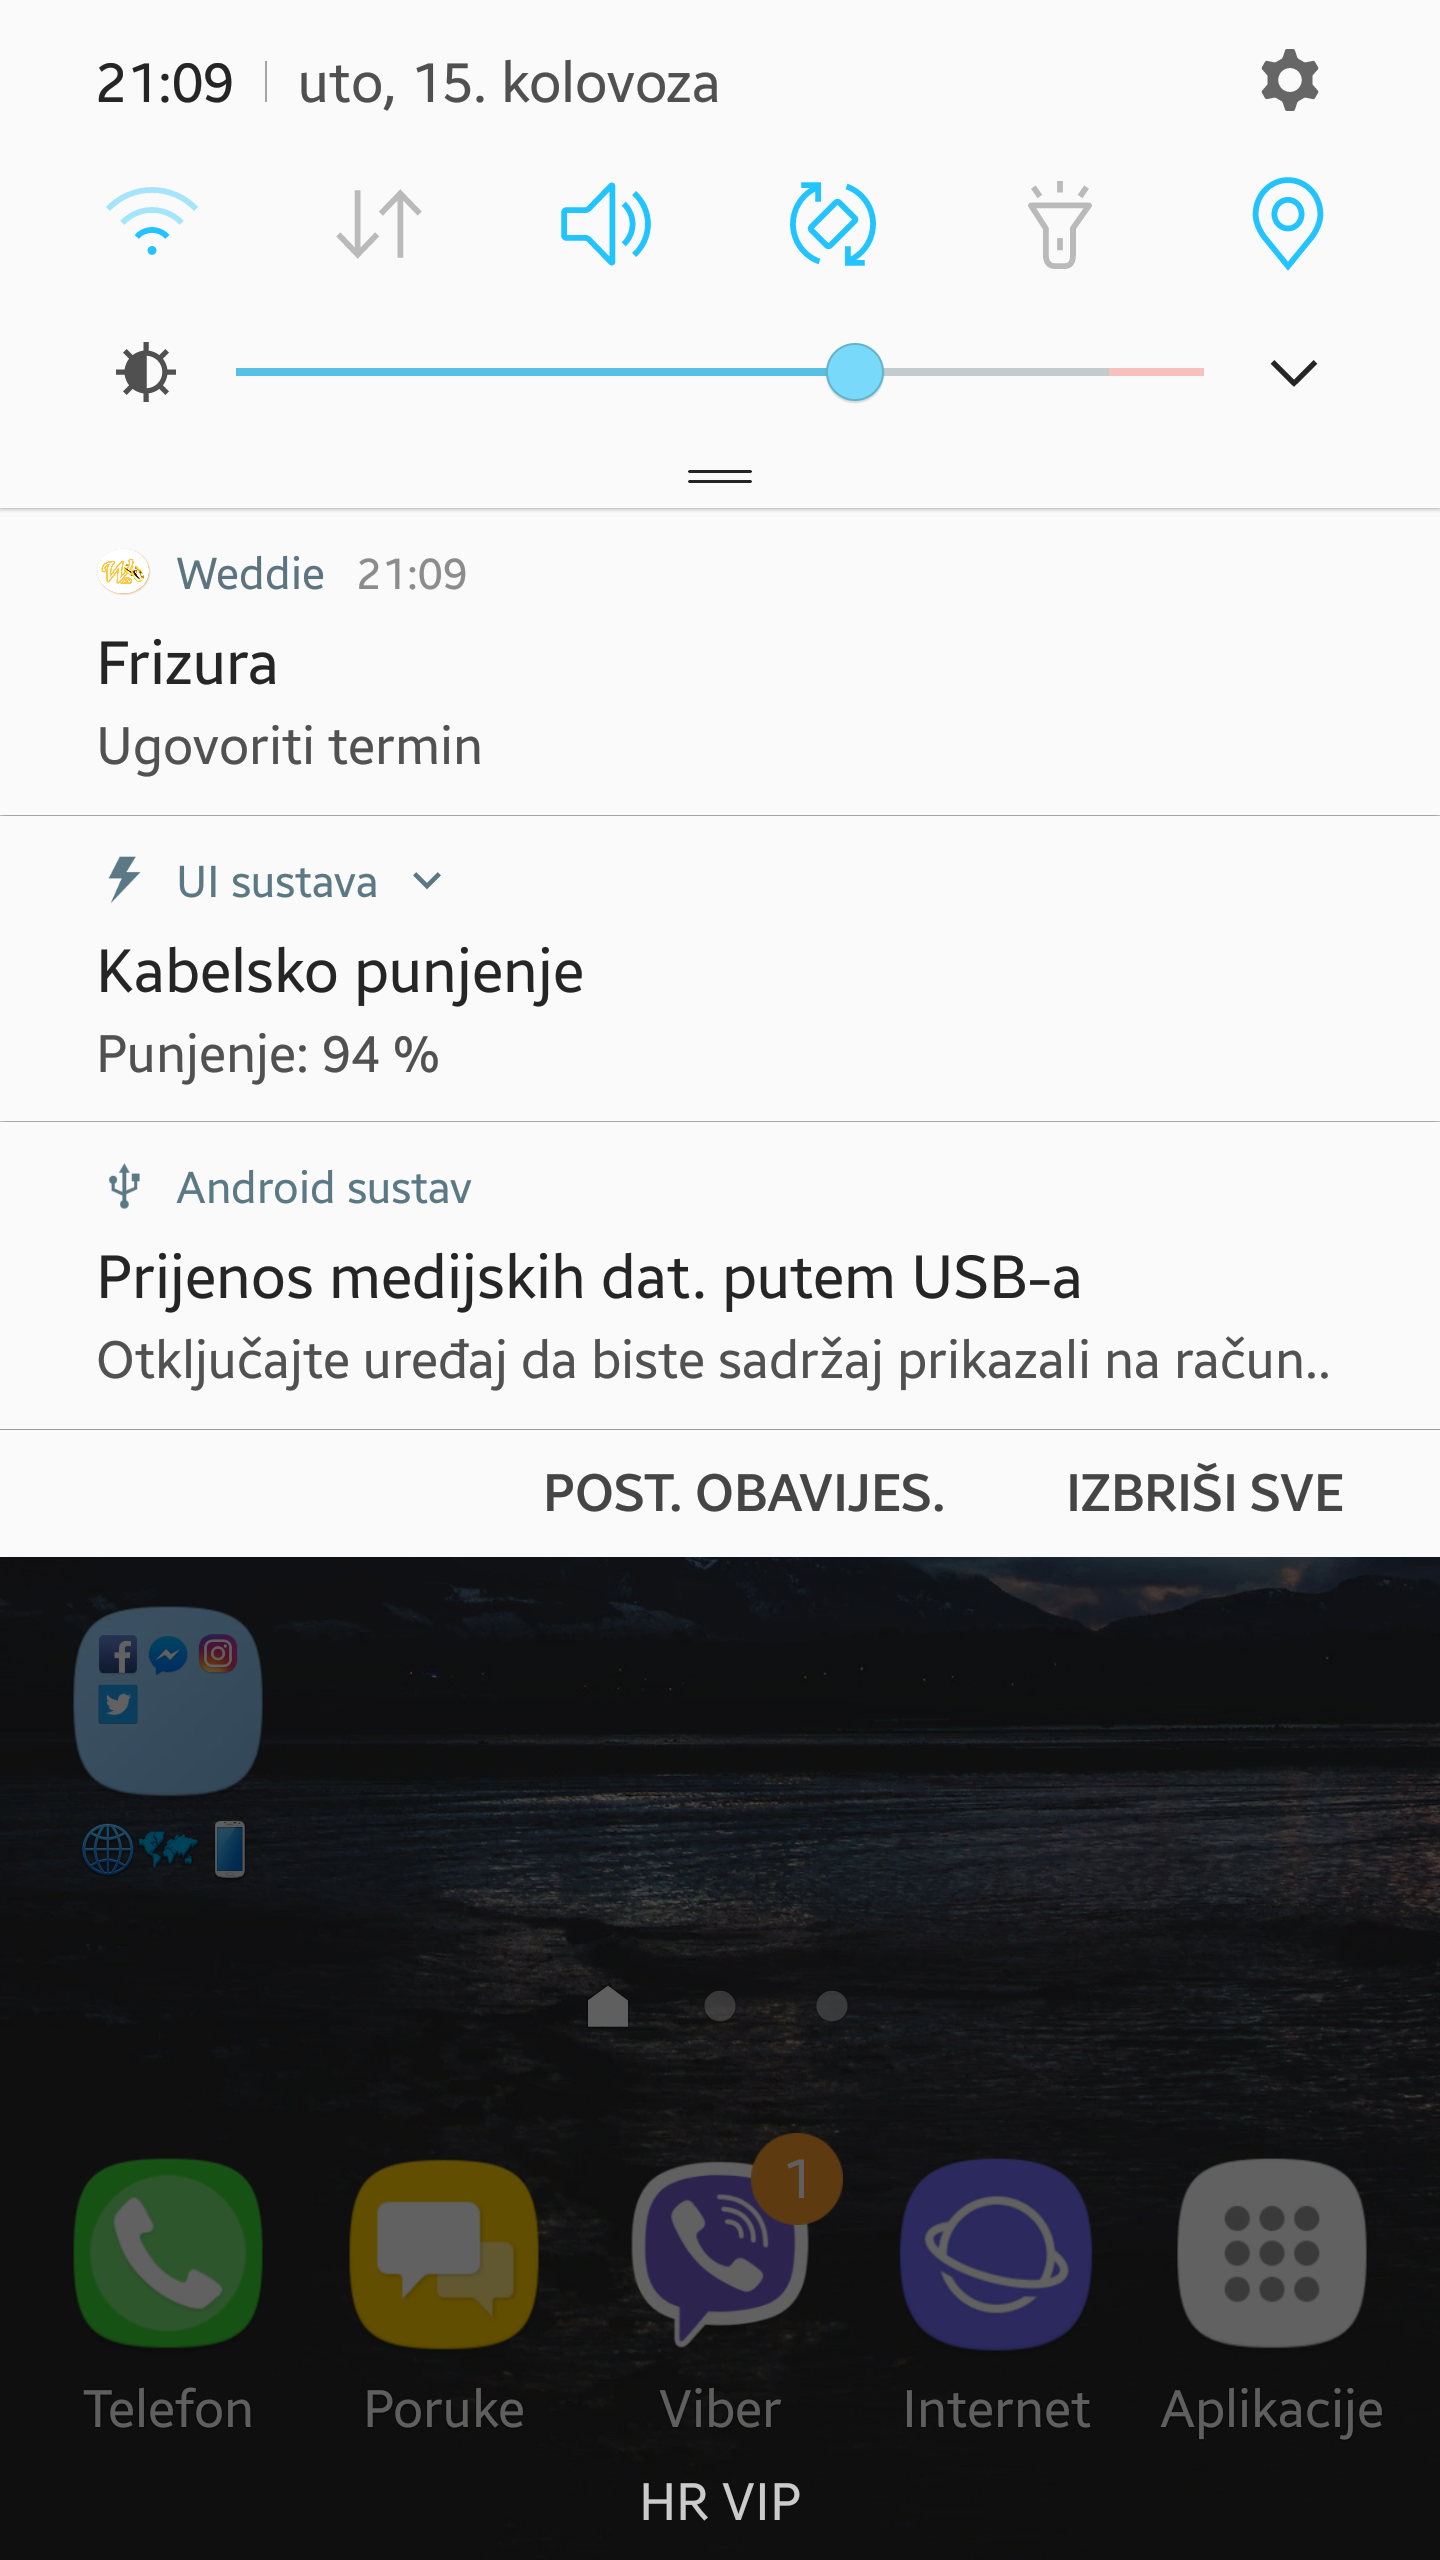 21:09 | uto, 15. kolovoza
Weddie 21:09
Frizura
Ugovoriti termin
UI sustava
Kabelsko punjenje
Punjenje: 94 %
Android sustav
Prijenos medijskih dat. putem USB-a
Otključajte uređaj da biste sadržaj prikazali na račun..
POST. OBAVIJES. IZBRIŠI SVE
1
Telefon Poruke Viber Internet Aplikacije
HR VIP